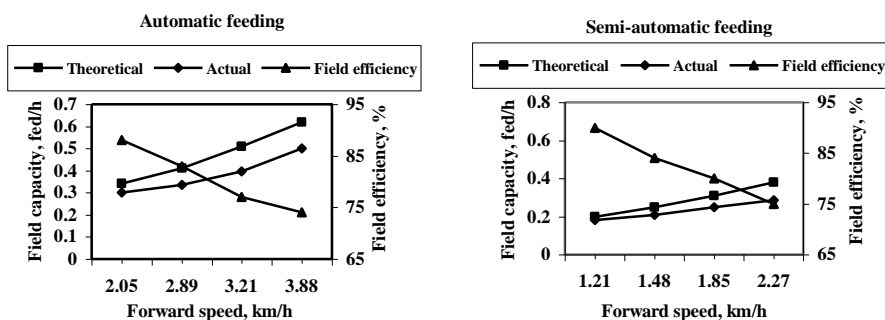 Automatic feeding
Theoretical Actual Field efficiency
Field capacity, fed/h
0.7
0.6
0.5
0.4
0.3
0.2
0.1
0
95
85
75
65
Field efficiency, %
2.05 2.89 3.21 3.88
Forward speed, km/h
Semi-automatic feeding
Theoretical Actual Field efficiency
Field capacity, fed/h
0.8
0.6
0.4
0.2
0
95
85
75
65
Field efficiency, %
1.21 1.48 1.85 2.27
Forward speed, km/h